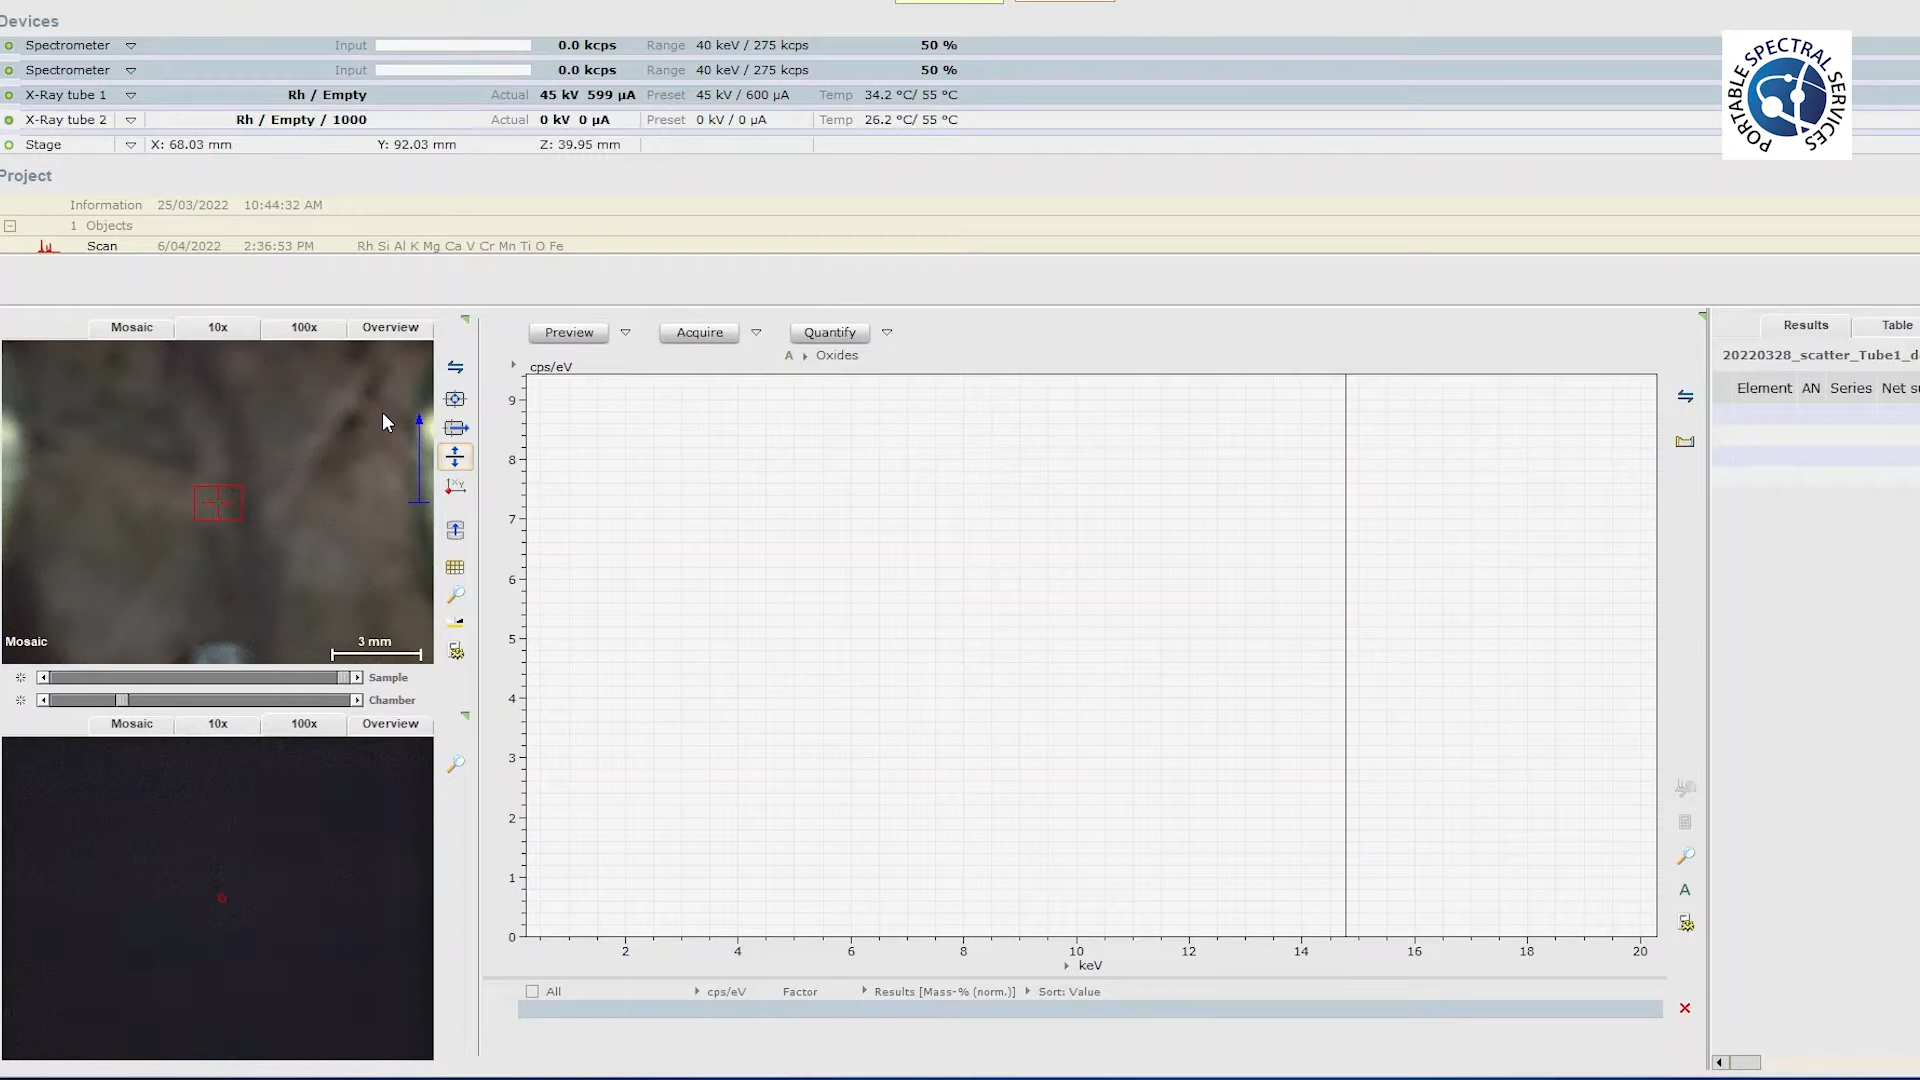 Devices
Spectrometer Input 0.0 kcps Range 40 keV / 275 kcps 50 %
Spectrometer Input 0.0 kcps Range 40 keV / 275 kcps 50 %
X-Ray tube 1 Rh / Empty Actual 45 kV 599 µA Preset 45 kV / 600 µA Temp 34.2 °C/ 55 °C
X-Ray tube 2 Rh / Empty / 1000 Actual 0 kV 0 µA Preset 0 kV / 0 µA Temp 26.2 °C/ 55 °C
Stage X: 68.03 mm Y: 92.03 mm Z: 39.95 mm
PORTABLE SPECTRAL SERVICES
Project
Information 25/03/2022 10:44:32 AM
1 Objects
Scan 6/04/2022 2:36:53 PM Rh Si Al K Mg Ca V Cr Mn Ti O Fe
Mosaic 10x 100x Overview
Preview Acquire Quantify
A Oxides
Results Table
20220328_scatter_Tube1_d
Element AN Series Net
cps/eV
9
8
7
6
5
4
3
2
1
0
2 4 6 8 10 12 14 16 18 20
keV
Mosaic 3 mm
Sample
Chamber
Mosaic 10x 100x Overview
All cps/eV Factor Results [Mass-% (norm.)] Sort: Value